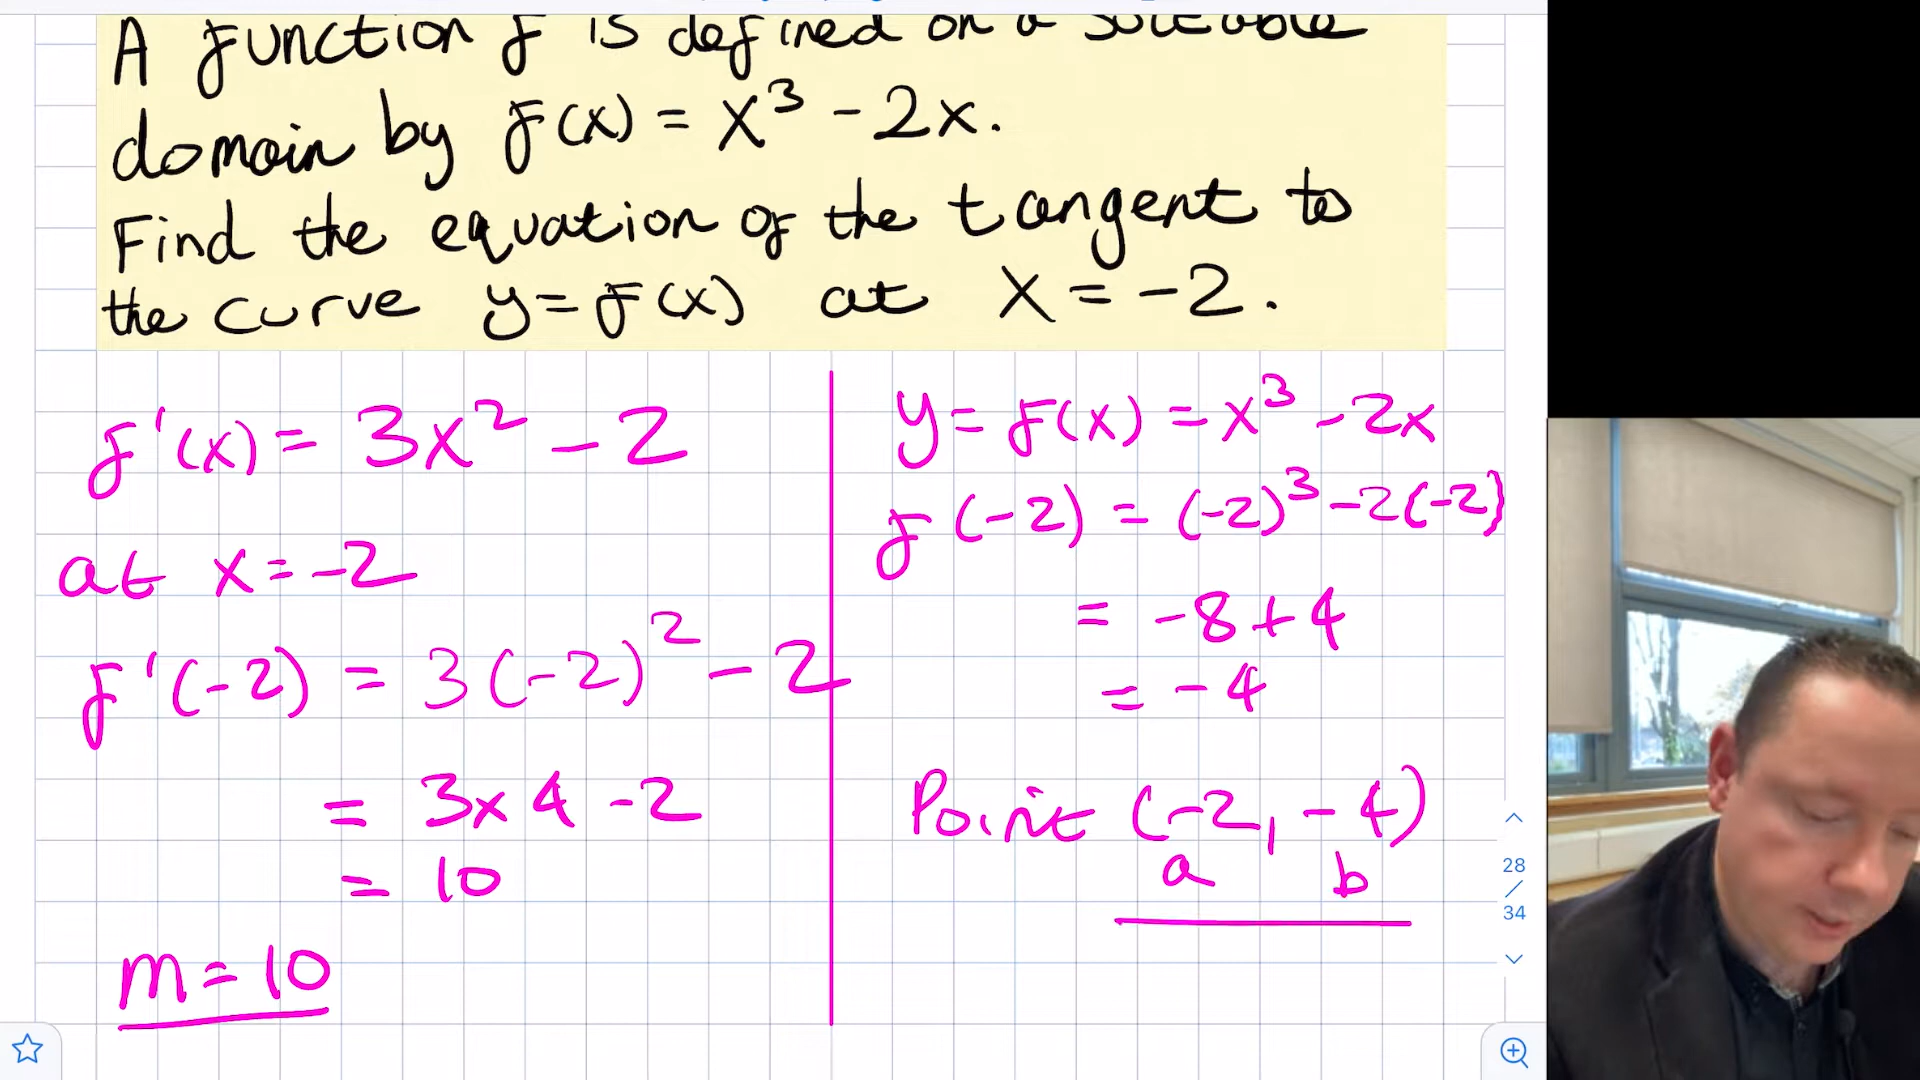 A function f is defined on a suitable
domain by f(x) = x³ - 2x.
Find the equation of the tangent to
the curve y = f(x) at x = -2.
f'(x) = 3x² - 2
at x = -2
f'(-2) = 3(-2)² - 2
= 3x4 - 2
= 10
m = 10
y = f(x) = x³ - 2x
f(-2) = (-2)³ - 2(-2)
= -8 + 4
= -4
Point (-2, -4)
a b
28
/
34